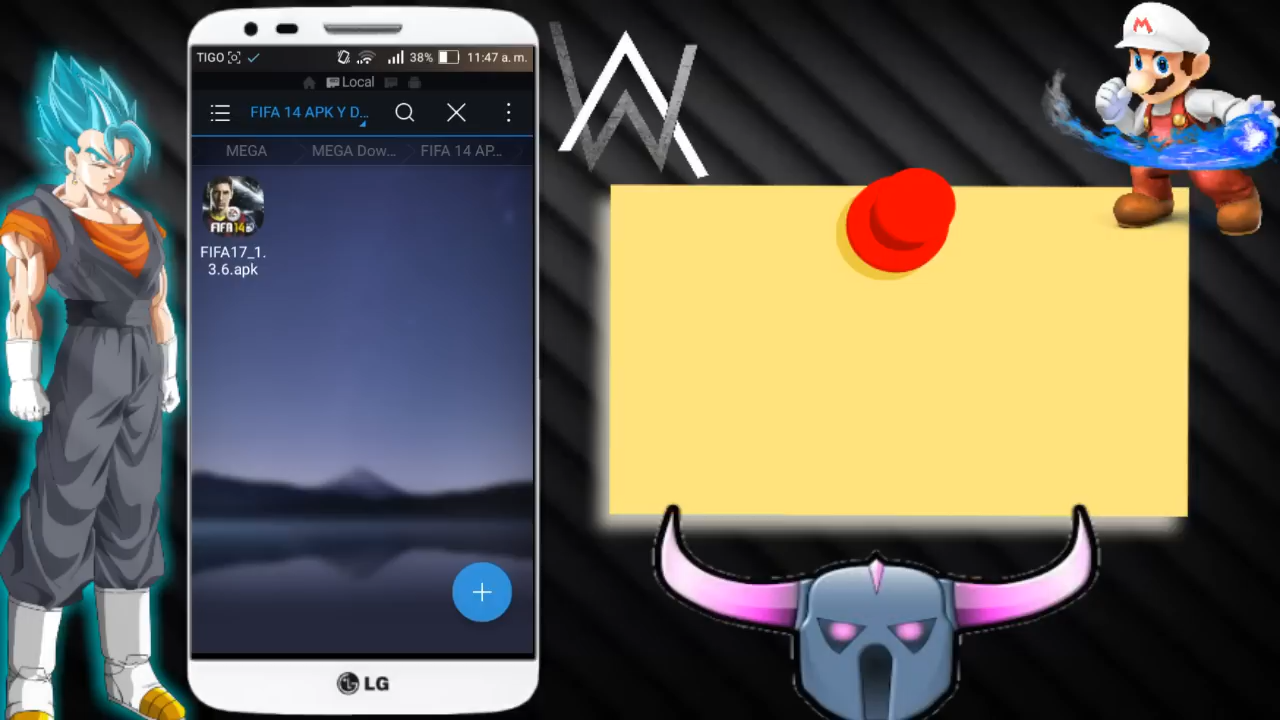 TIGO 38% 11:47 a. m.
Local
FIFA 14 APK Y D...
MEGA MEGA Dow... FIFA 14 AP...
FIFA 14
FIFA17_1.
3.6.apk
LG
M